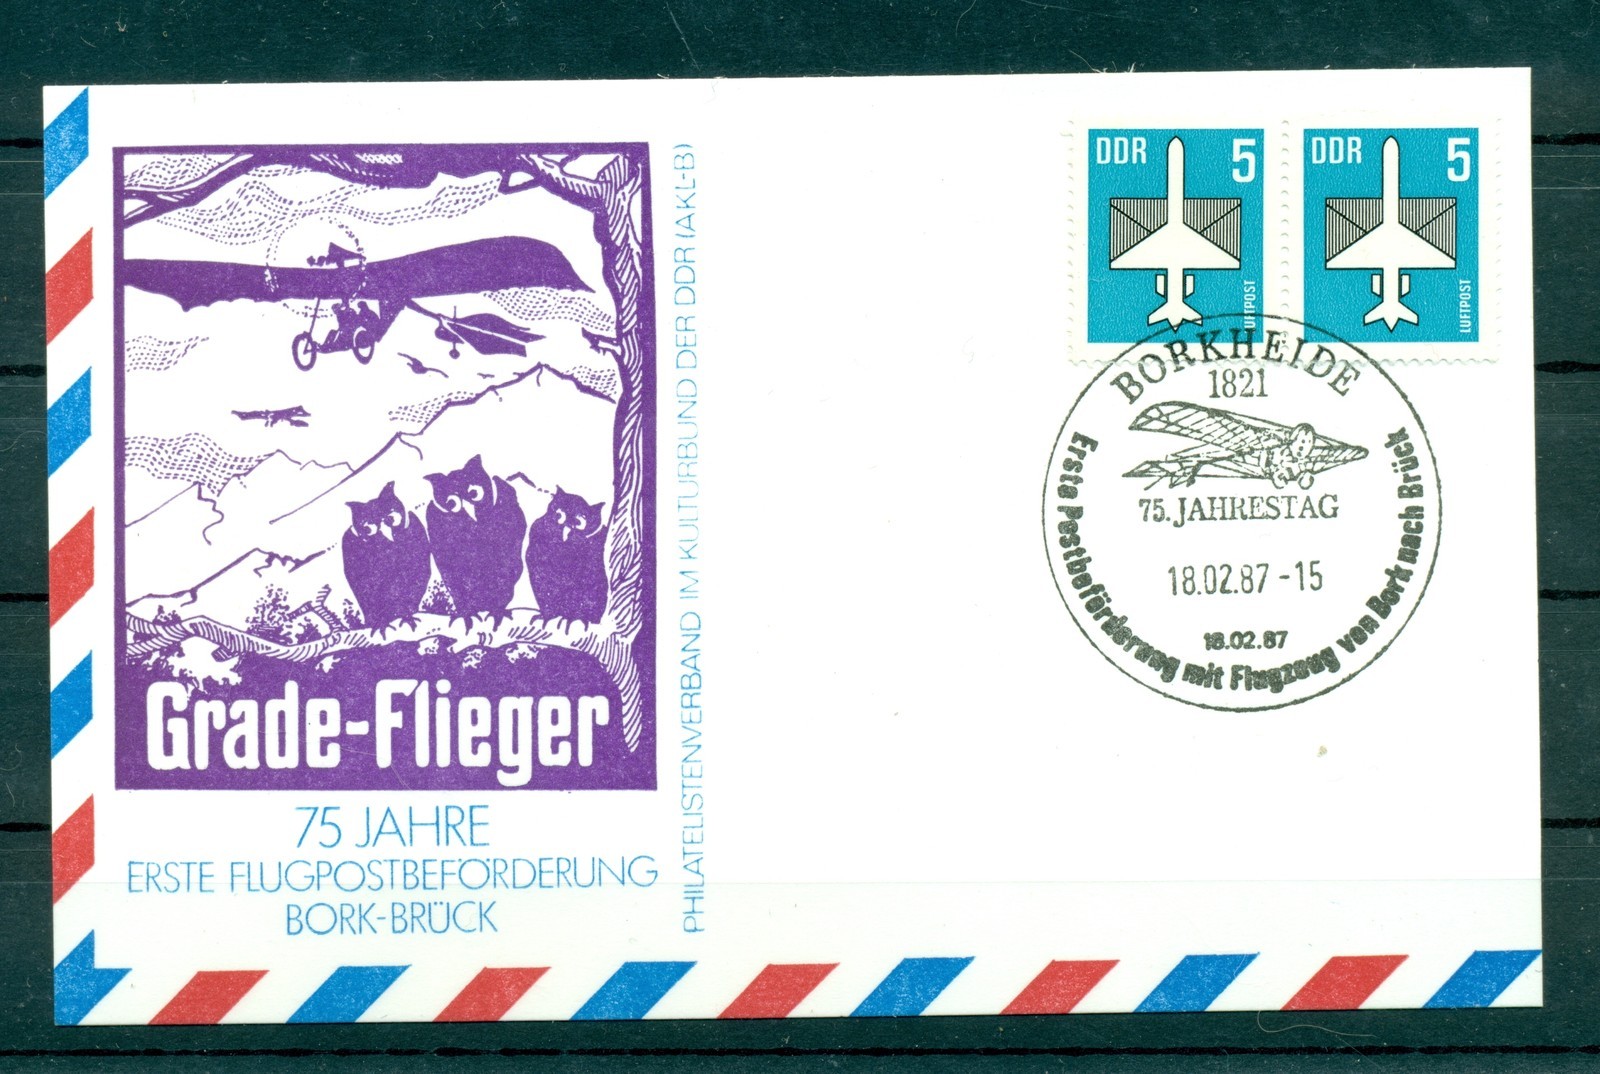 Grade-Flieger
75 JAHRE
ERSTE FLUGPOSTBEFÖRDERUNG
BORK-BRÜCK
PHILATELISTENVERBAND IM KULTURBUND DER DDR (AKL-B)
DDR 5
LUFTPOST
DDR 5
LUFTPOST
BORKHEIDE
1821
75. JAHRESTAG
18.02.87 -15
18.02.87
Erste Postbeförderung mit Flugzeug von Bork nach Brück